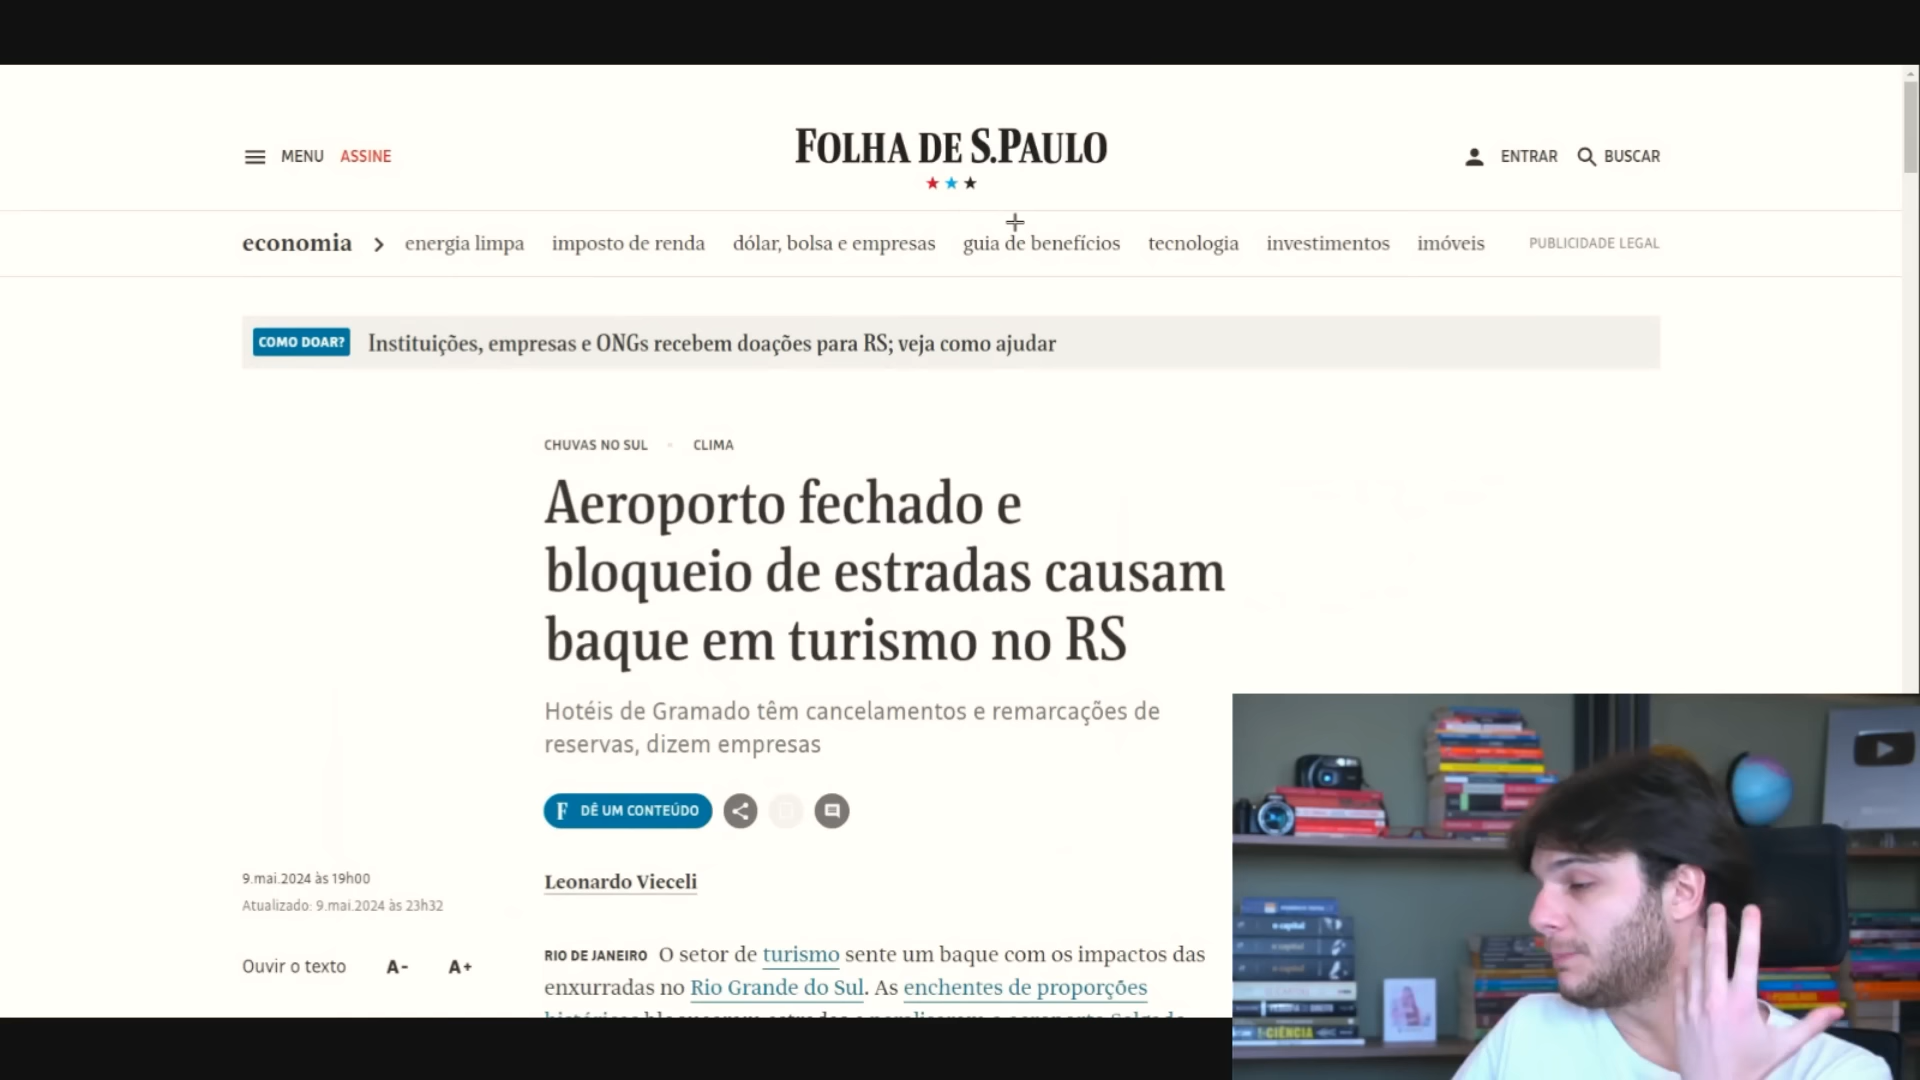 MENU ASSINE
FOLHA DE S.PAULO
ENTRAR BUSCAR
economia energia limpa imposto de renda dólar, bolsa e empresas guia de benefícios tecnologia investimentos imóveis PUBLICIDADE LEGAL
COMO DOAR? Instituições, empresas e ONGs recebem doações para RS; veja como ajudar
CHUVAS NO SUL CLIMA
Aeroporto fechado e
bloqueio de estradas causam
baque em turismo no RS
Hotéis de Gramado têm cancelamentos e remarcações de
reservas, dizem empresas
F DÊ UM CONTEÚDO
9.mai.2024 às 19h00
Atualizado: 9.mai.2024 às 23h32
Ouvir o texto A- A+
Leonardo Vieceli
RIO DE JANEIRO O setor de turismo sente um baque com os impactos das
enxurradas no Rio Grande do Sul. As enchentes de proporções
CIÊNCIA